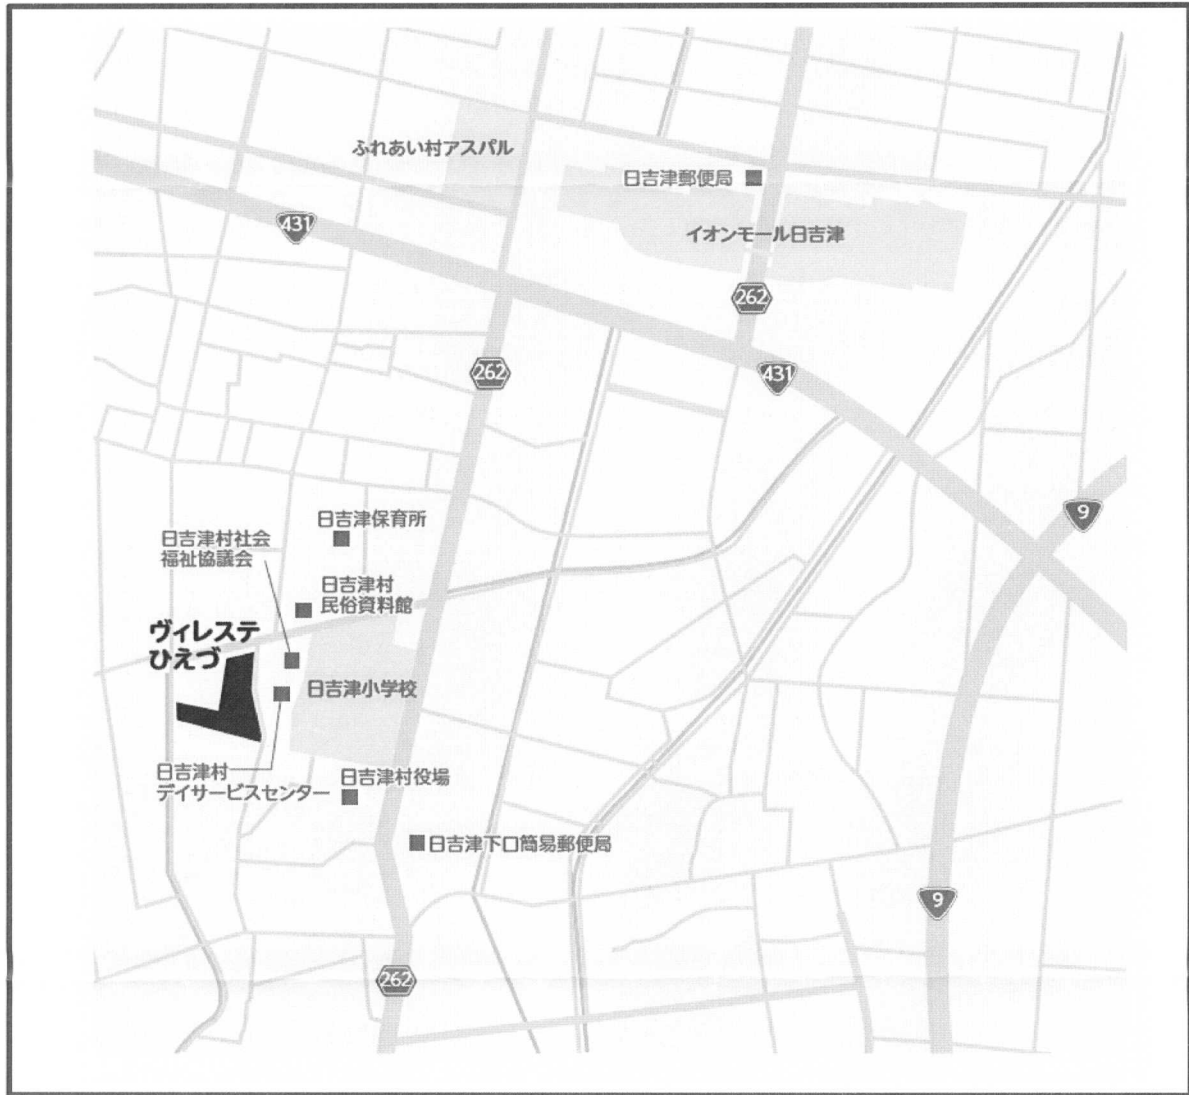 ふれあい村アスパル
日吉津郵便局
イオンモール日吉津
431
262
262
431
9
日吉津保育所
日吉津村社会
福祉協議会
日吉津村
民俗資料館
ヴィレステ
ひえづ
日吉津小学校
日吉津村
デイサービスセンター
日吉津村役場
日吉津下口簡易郵便局
9
262